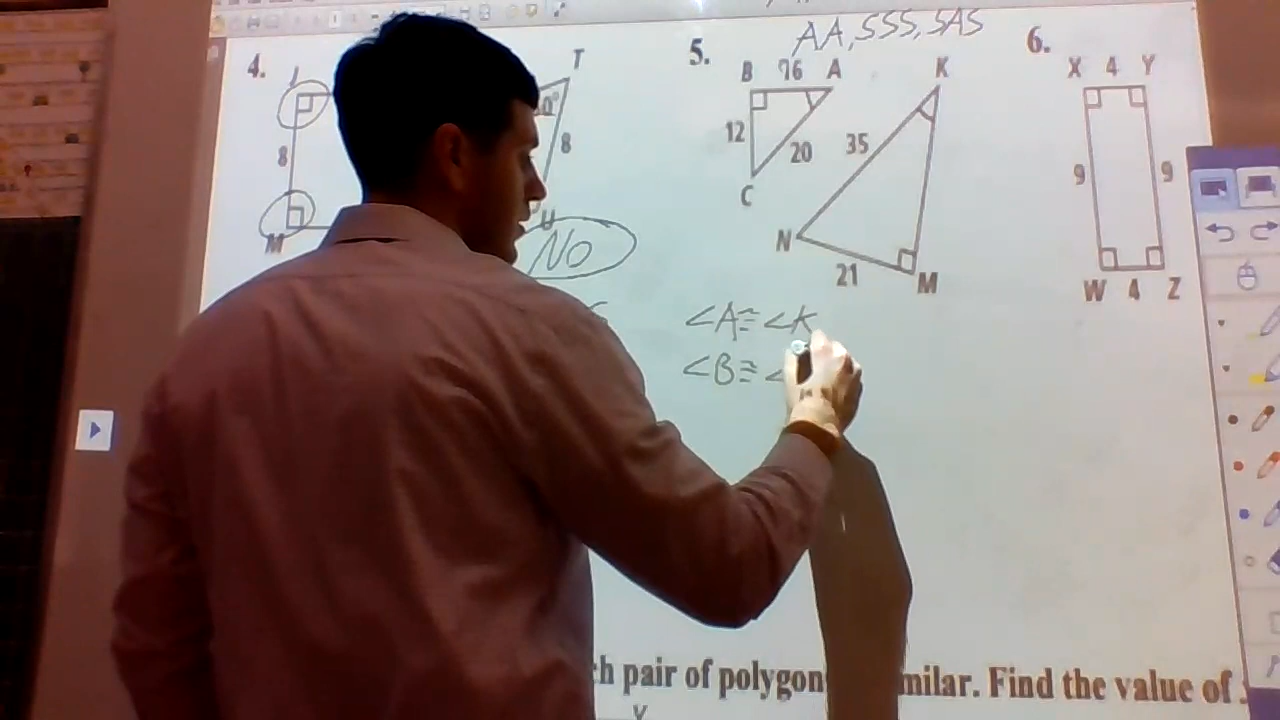 AA, SSS, SAS
4.
5.
6.
T
8
8
M
U
NO
B 16 A
12
20
C
K
35
N
21
M
X 4 Y
9
9
W 4 Z
∠A≅∠K
∠B≅∠
pair of polygon
milar. Find the value of